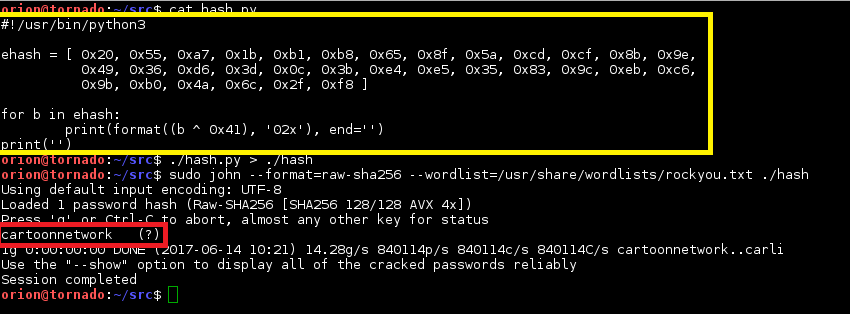 orion@tornado:~/src$ cat hash.py
#!/usr/bin/python3
ehash = [ 0x20, 0x55, 0xa7, 0x1b, 0xb1, 0xb8, 0x65, 0x8f, 0x5a, 0xcd, 0xcf, 0x8b, 0x9e,
0x49, 0x36, 0xd6, 0x3d, 0x0c, 0x3b, 0xe4, 0xe5, 0x35, 0x83, 0x9c, 0xeb, 0xc6,
0x9b, 0xb0, 0x4a, 0x6c, 0x2f, 0xf8 ]
for b in ehash:
print(format((b ^ 0x41), '02x'), end='')
print('')
orion@tornado:~/src$ ./hash.py > ./hash
orion@tornado:~/src$ sudo john --format=raw-sha256 --wordlist=/usr/share/wordlists/rockyou.txt ./hash
Using default input encoding: UTF-8
Loaded 1 password hash (Raw-SHA256 [SHA256 128/128 AVX 4x])
Press 'q' or Ctrl-C to abort, almost any other key for status
cartoonnetwork   (?)
1g 0:00:00:00 DONE (2017-06-14 10:21) 14.28g/s 840114p/s 840114c/s 840114C/s cartoonnetwork..carli
Use the "--show" option to display all of the cracked passwords reliably
Session completed
orion@tornado:~/src$